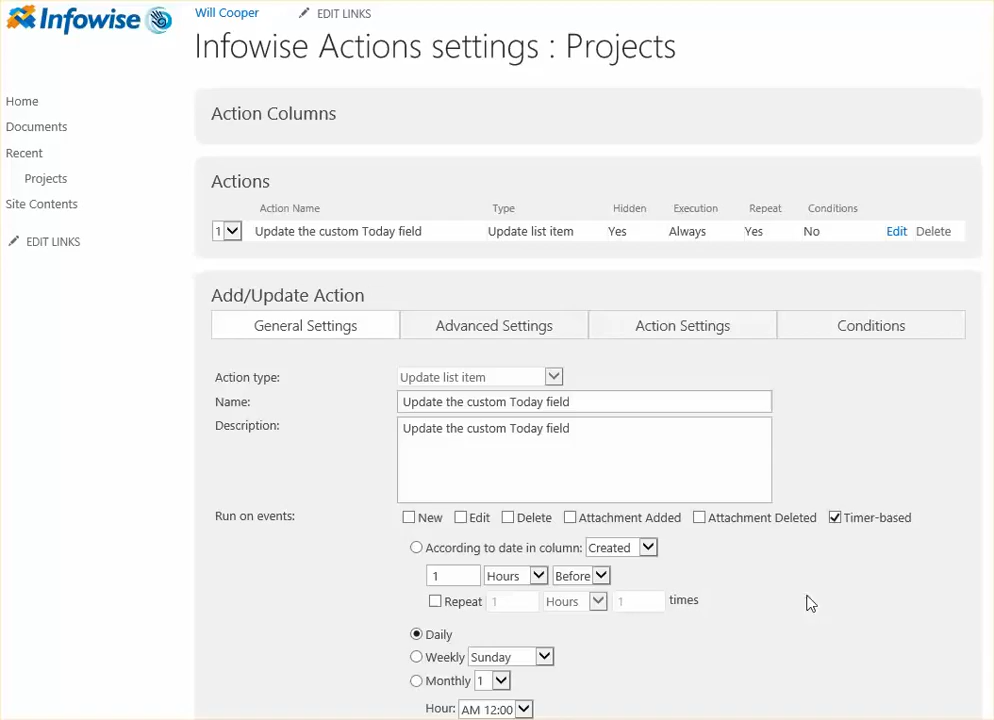 Infowise
Will Cooper
EDIT LINKS
Infowise Actions settings : Projects
Home
Documents
Recent
Projects
Site Contents
EDIT LINKS
Action Columns
Actions
Action Name Type Hidden Execution Repeat Conditions
1 Update the custom Today field Update list item Yes Always Yes No Edit Delete
Add/Update Action
General Settings Advanced Settings Action Settings Conditions
Action type: Update list item
Name: Update the custom Today field
Description: Update the custom Today field
Run on events: New Edit Delete Attachment Added Attachment Deleted Timer-based
According to date in column: Created
1 Hours Before
Repeat 1 Hours 1 times
Daily
Weekly Sunday
Monthly 1
Hour: AM 12:00